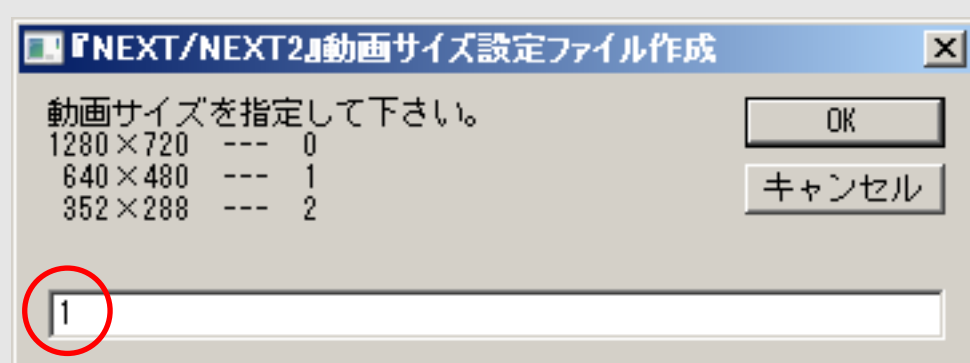 『NEXT/NEXT2』動画サイズ設定ファイル作成
動画サイズを指定して下さい。
1280×720 --- 0
640×480 --- 1
352×288 --- 2
OK
キャンセル
1